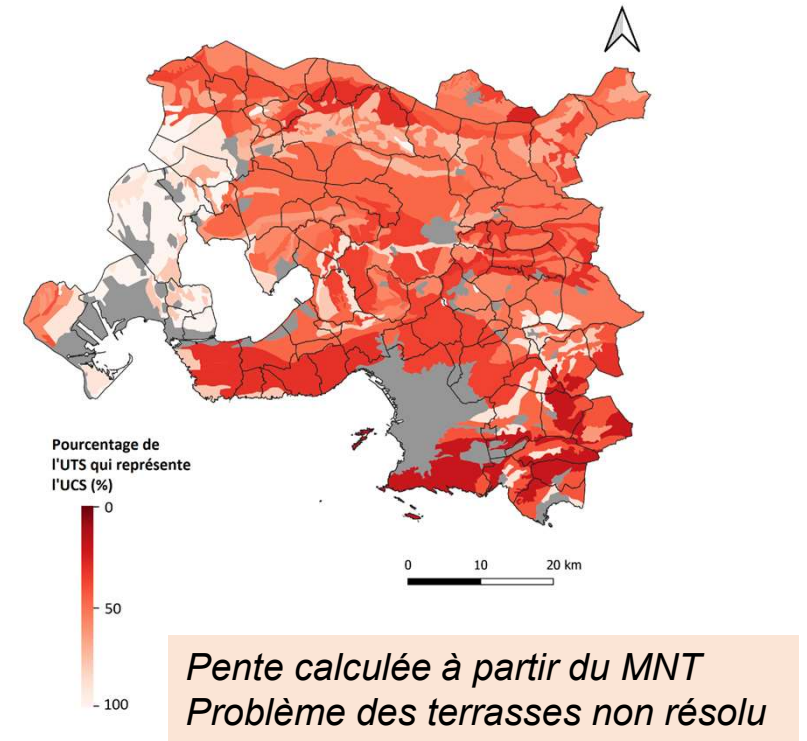 Pourcentage de
l'UTS qui représente
l'UCS (%)
0
50
100
0 10 20 km
Pente calculée à partir du MNT
Problème des terrasses non résolu